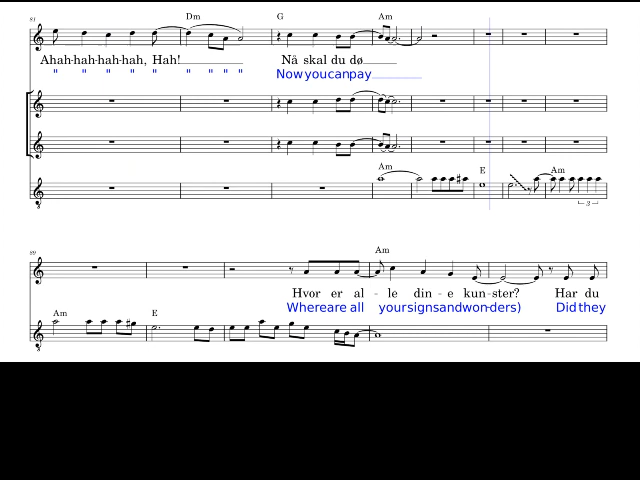 81 Dm G Am
Ahah-hah-hah-hah, Hah! Nå skal du dø
" " " " " " " " " Now you can pay
Am E Am
3
89 Am
Hvor er al - le din - e kun - ster? Har du
Where are all your signs and won - ders) Did they
Am E